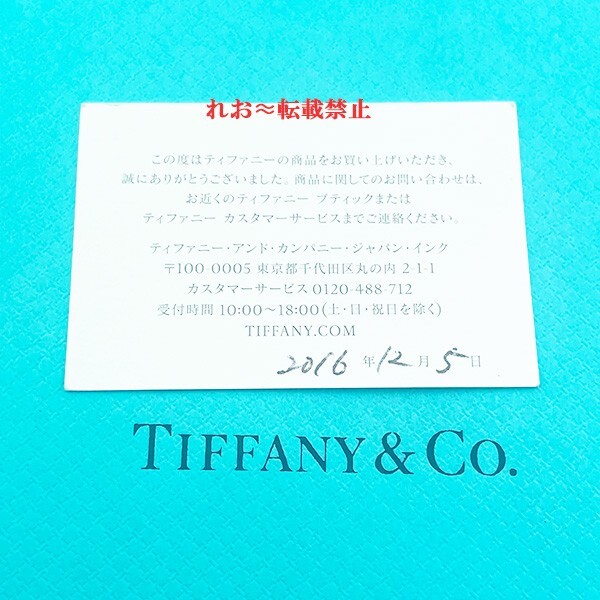 れお～転載禁止
この度はティファニーの商品をお買い上げいただき、
誠にありがとうございました。商品に関してのお問い合わせは、
お近くのティファニー ブティックまたは
ティファニー カスタマーサービスまでご連絡ください。
ティファニー・アンド・カンパニー・ジャパン・インク
〒100-0005 東京都千代田区丸の内 2-1-1
カスタマーサービス 0120-488-712
受付時間 10:00～18:00(土・日・祝日を除く)
TIFFANY.COM
2016 年 12 月 5 日
TIFFANY & CO.